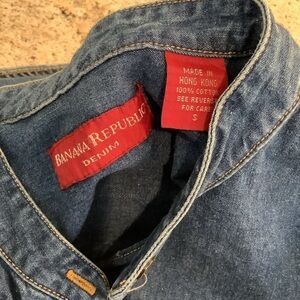 BANANA REPUBLIC
DENIM
MADE IN
HONG KONG
100% COTTON
SEE REVERSE
FOR CARE
S